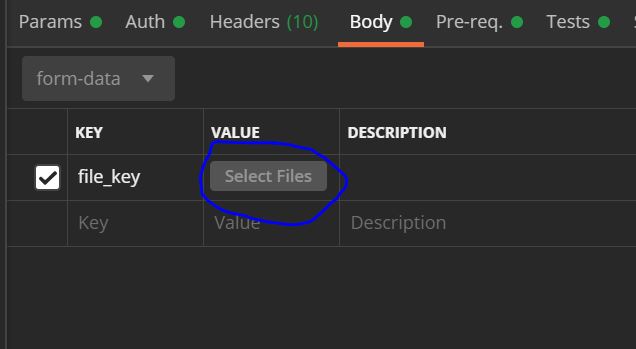 Params Auth Headers (10) Body Pre-req. Tests
form-data
KEY VALUE DESCRIPTION
file_key Select Files
Key Value Description